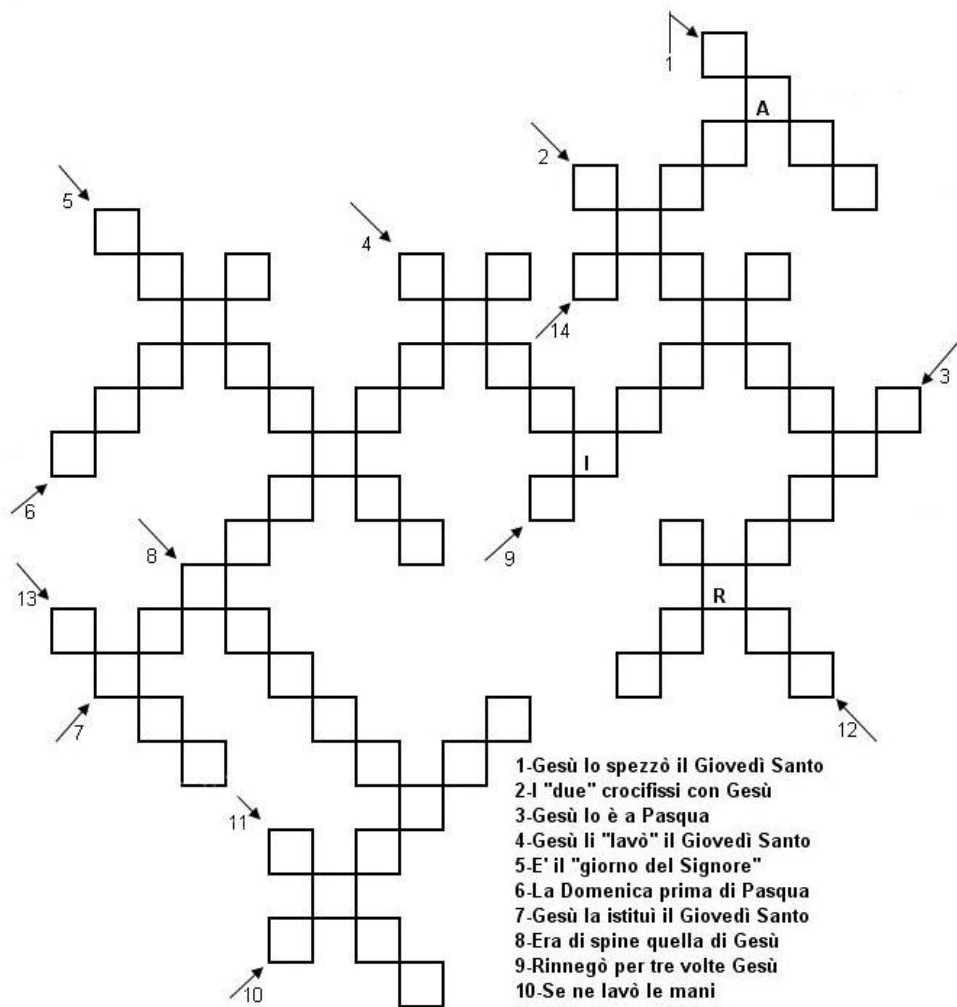 1
A
2
5
4
14
3
I
6
8
9
13
R
7
12
1-Gesù lo spezzò il Giovedì Santo
2-I "due" crocifissi con Gesù
11
3-Gesù lo è a Pasqua
4-Gesù li "lavò" il Giovedì Santo
5-E' il "giorno del Signore"
6-La Domenica prima di Pasqua
7-Gesù la istituì il Giovedì Santo
8-Era di spine quella di Gesù
9-Rinnegò per tre volte Gesù
10
10-Se ne lavò le mani